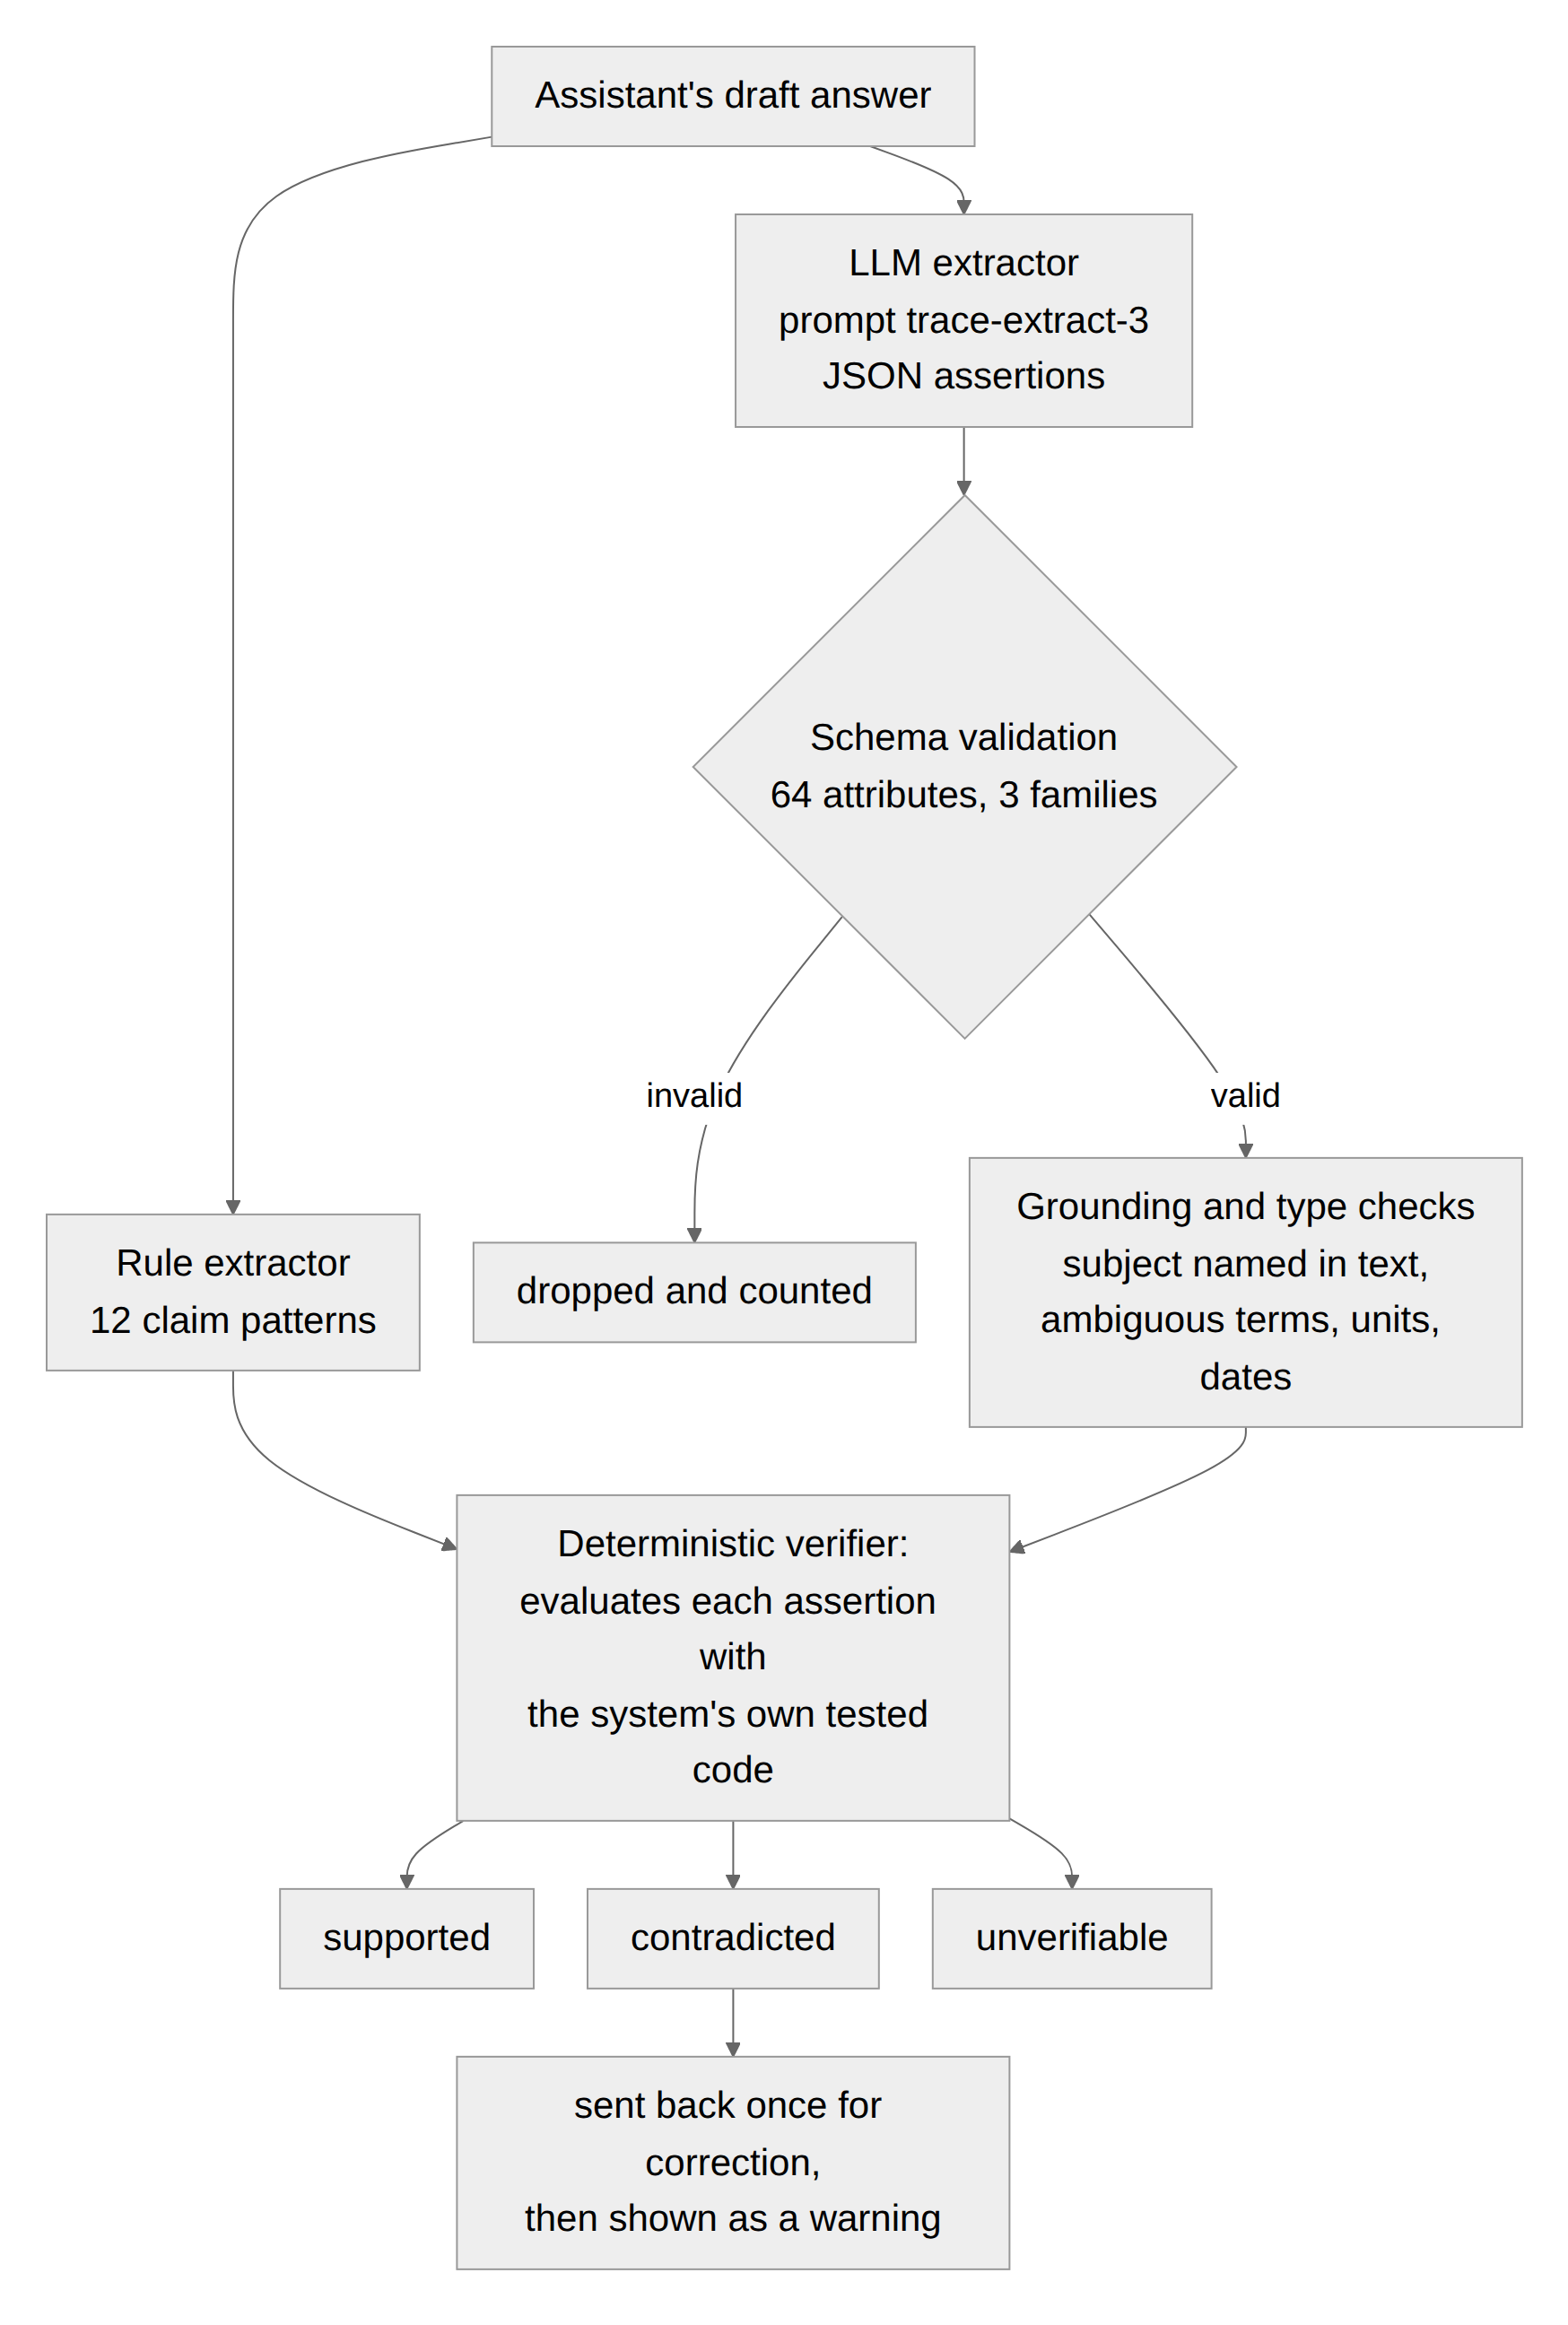 Assistant's draft answer
LLM extractor
prompt trace-extract-3
JSON assertions
Schema validation
64 attributes, 3 families
invalid
valid
Rule extractor
12 claim patterns
dropped and counted
Grounding and type checks
subject named in text,
ambiguous terms, units,
dates
Deterministic verifier:
evaluates each assertion
with
the system's own tested
code
supported
contradicted
unverifiable
sent back once for
correction,
then shown as a warning